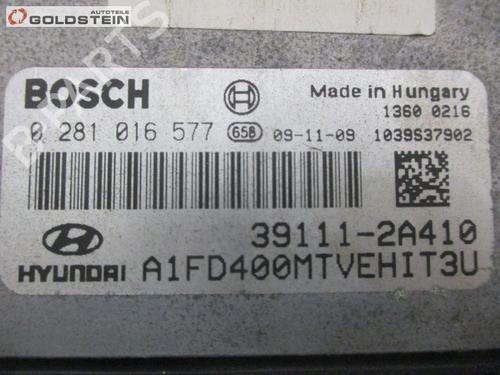 AUTOTEILE
GOLDSTEIN
BOSCH
Made in Hungary
1360 0216
0 281 016 577 G5B 09-11-09 1039S37902
39111-2A410
HYUNDAI A1FD400MTVEHIT3U